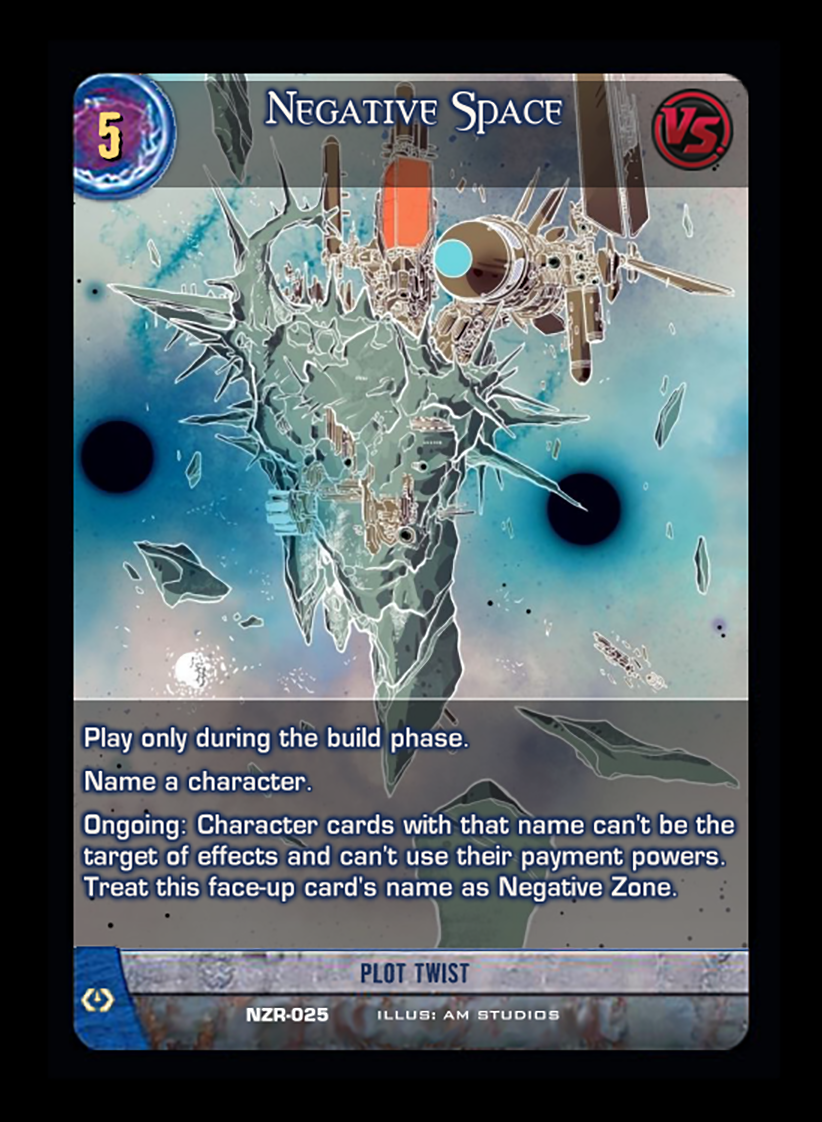 5
Negative Space
VS.
Play only during the build phase.
Name a character.
Ongoing: Character cards with that name can't be the
target of effects and can't use their payment powers.
Treat this face-up card's name as Negative Zone.
PLOT TWIST
NZR-025 ILLUS: AM STUDIOS